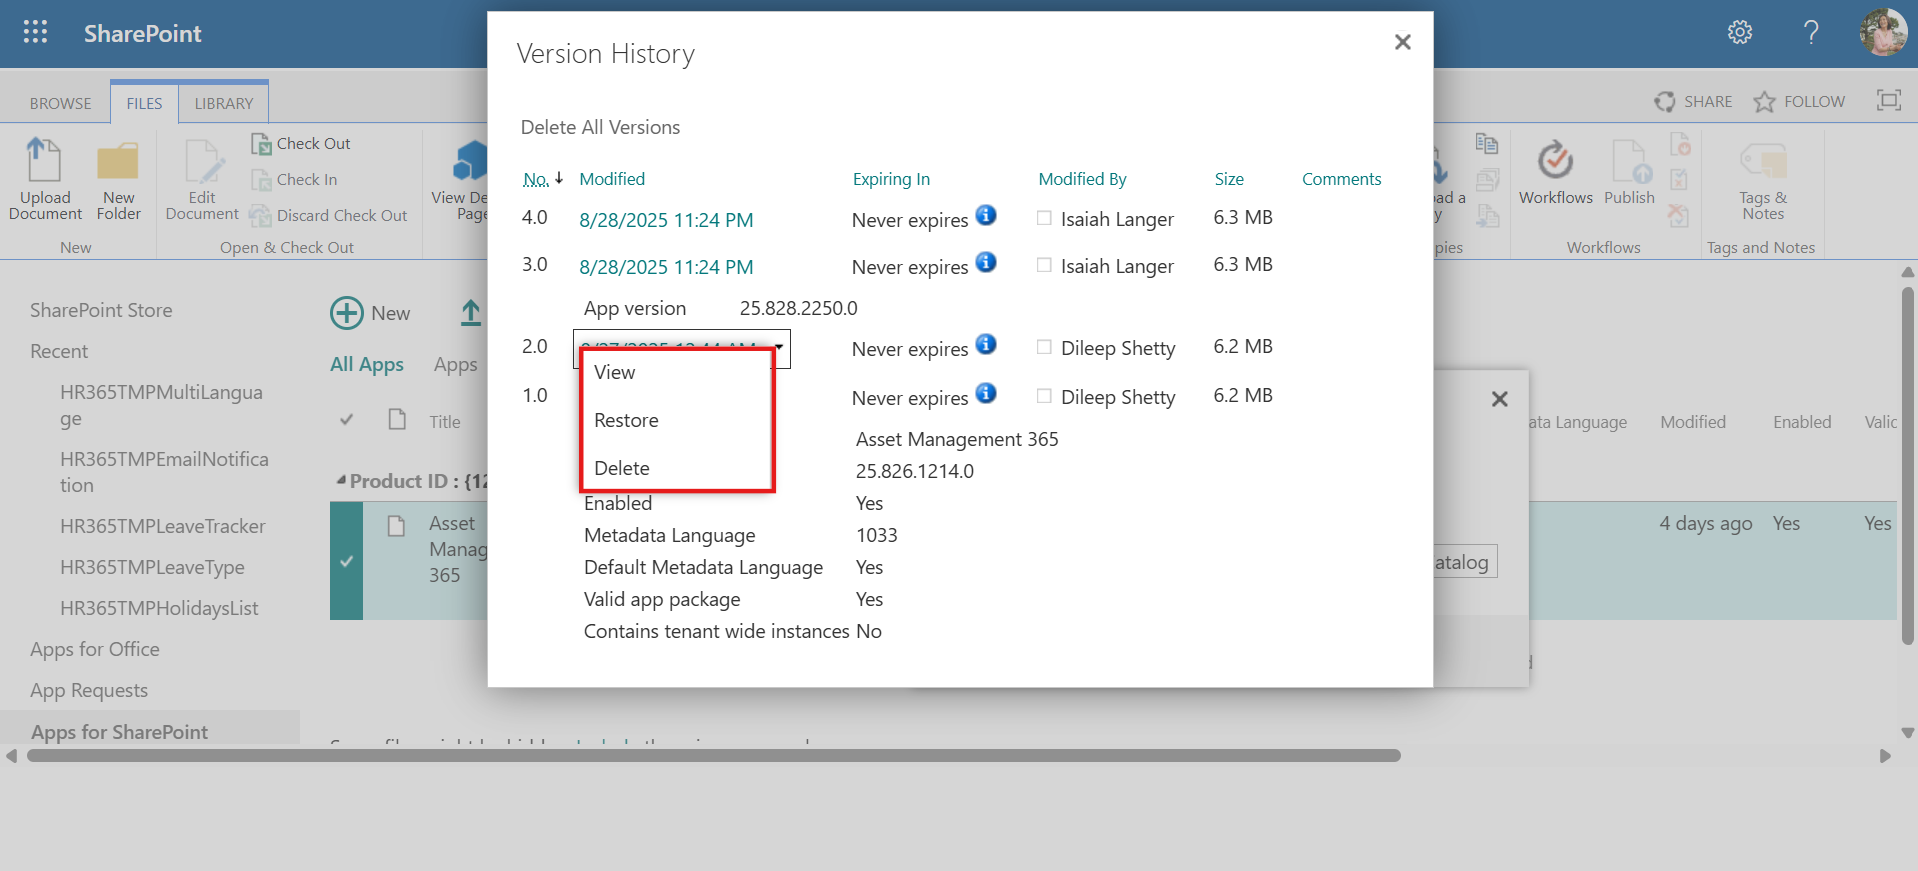 SharePoint
BROWSE
FILES
LIBRARY
SHARE
FOLLOW
Upload Document
New Folder
New
Edit Document
Check Out
Check In
Discard Check Out
Open & Check Out
View De
Page
Workflows
Publish
Workflows
Tags & Notes
Tags and Notes
SharePoint Store
Recent
HR365TMPMultiLangua
ge
HR365TMPEmailNotifica
tion
HR365TMPLeaveTracker
HR365TMPLeaveType
HR365TMPHolidaysList
Apps for Office
App Requests
Apps for SharePoint
New
All Apps
Apps
Title
Product ID : {12
Asset
Manag
365
ata Language
Modified
Enabled
Valid
4 days ago
Yes
Yes
atalog
Version History
Delete All Versions
No.
Modified
Expiring In
Modified By
Size
Comments
4.0 8/28/2025 11:24 PM Never expires Isaiah Langer 6.3 MB
3.0 8/28/2025 11:24 PM Never expires Isaiah Langer 6.3 MB
App version 25.828.2250.0
2.0 Never expires Dileep Shetty 6.2 MB
View
Restore
Delete
1.0 Never expires Dileep Shetty 6.2 MB
Asset Management 365
25.826.1214.0
Enabled Yes
Metadata Language 1033
Default Metadata Language Yes
Valid app package Yes
Contains tenant wide instances No